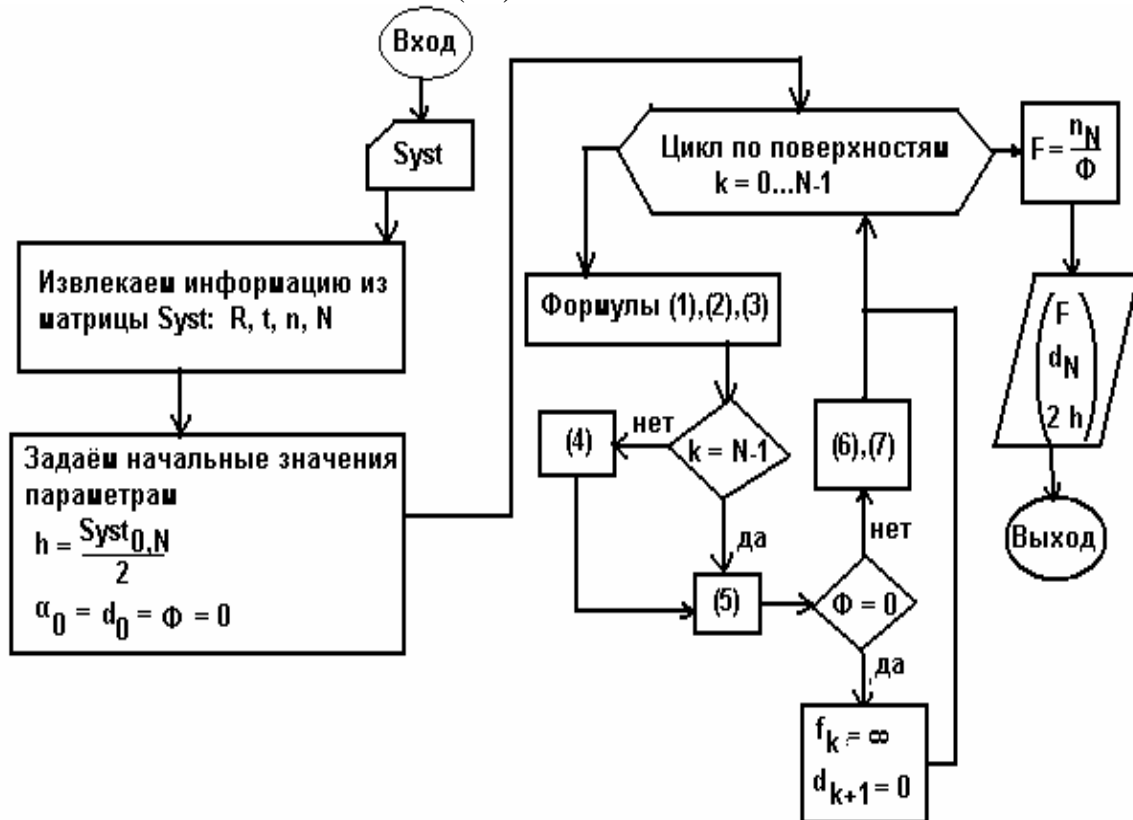 Вход
Syst
Извлекаем информацию из
матрицы Syst: R, t, n, N
Задаём начальные значения
параметрам
h = Syst0,N / 2
α0 = d0 = Φ = 0
Цикл по поверхностям
k = 0...N-1
Формулы (1),(2),(3)
k = N-1
нет
(4)
да
(5)
Φ = 0
нет
(6),(7)
да
fk = ∞
dk+1 = 0
F = nN / Φ
F
dN
2 h
Выход